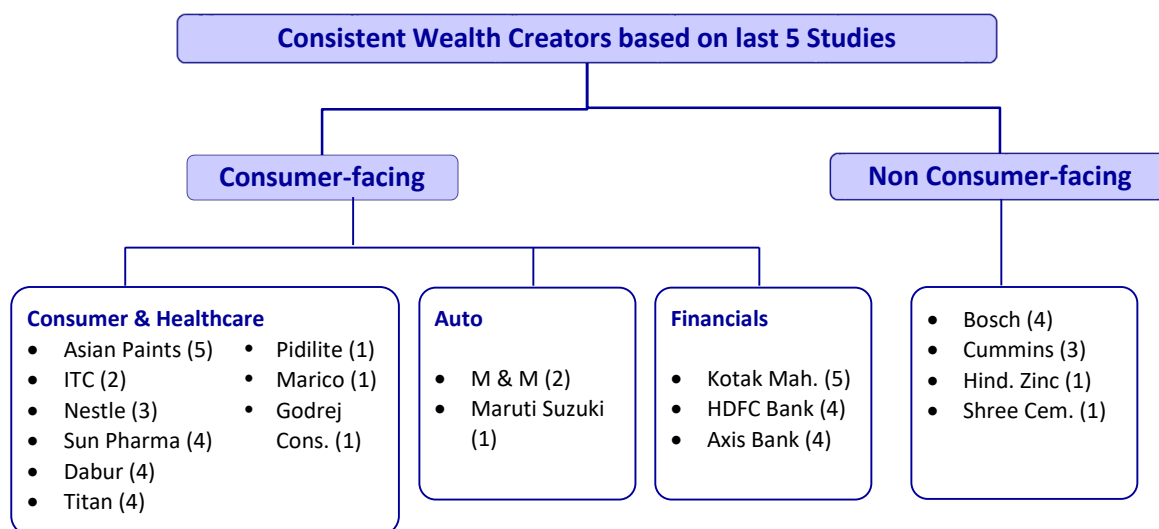 Consistent Wealth Creators based on last 5 Studies
Consumer-facing
Non Consumer-facing
Consumer & Healthcare
• Asian Paints (5)
• ITC (2)
• Nestle (3)
• Sun Pharma (4)
• Dabur (4)
• Titan (4)
• Pidilite (1)
• Marico (1)
• Godrej
Cons. (1)
Auto
• M & M (2)
• Maruti Suzuki
(1)
Financials
• Kotak Mah. (5)
• HDFC Bank (4)
• Axis Bank (4)
• Bosch (4)
• Cummins (3)
• Hind. Zinc (1)
• Shree Cem. (1)